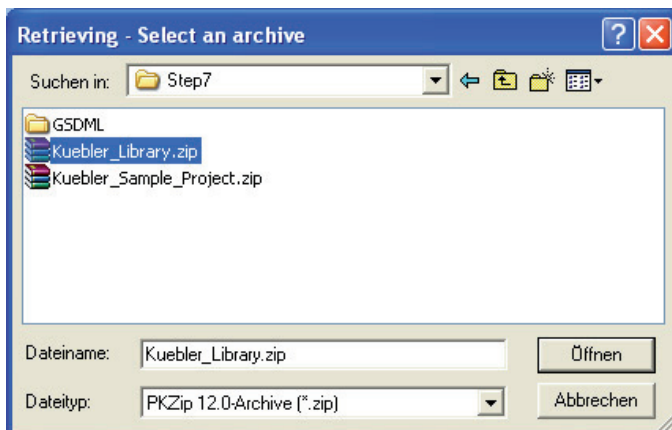 Retrieving - Select an archive
Suchen in: Step7
GSDML
Kuebler_Library.zip
Kuebler_Sample_Project.zip
Dateiname: Kuebler_Library.zip Öffnen
Dateityp: PKZip 12.0-Archive (*.zip) Abbrechen